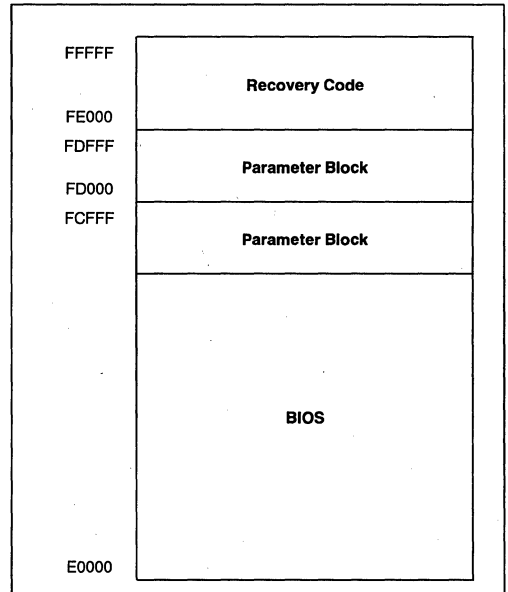 FFFFF
Recovery Code
FE000
FDFFF
Parameter Block
FD000
FCFFF
Parameter Block
BIOS
E0000